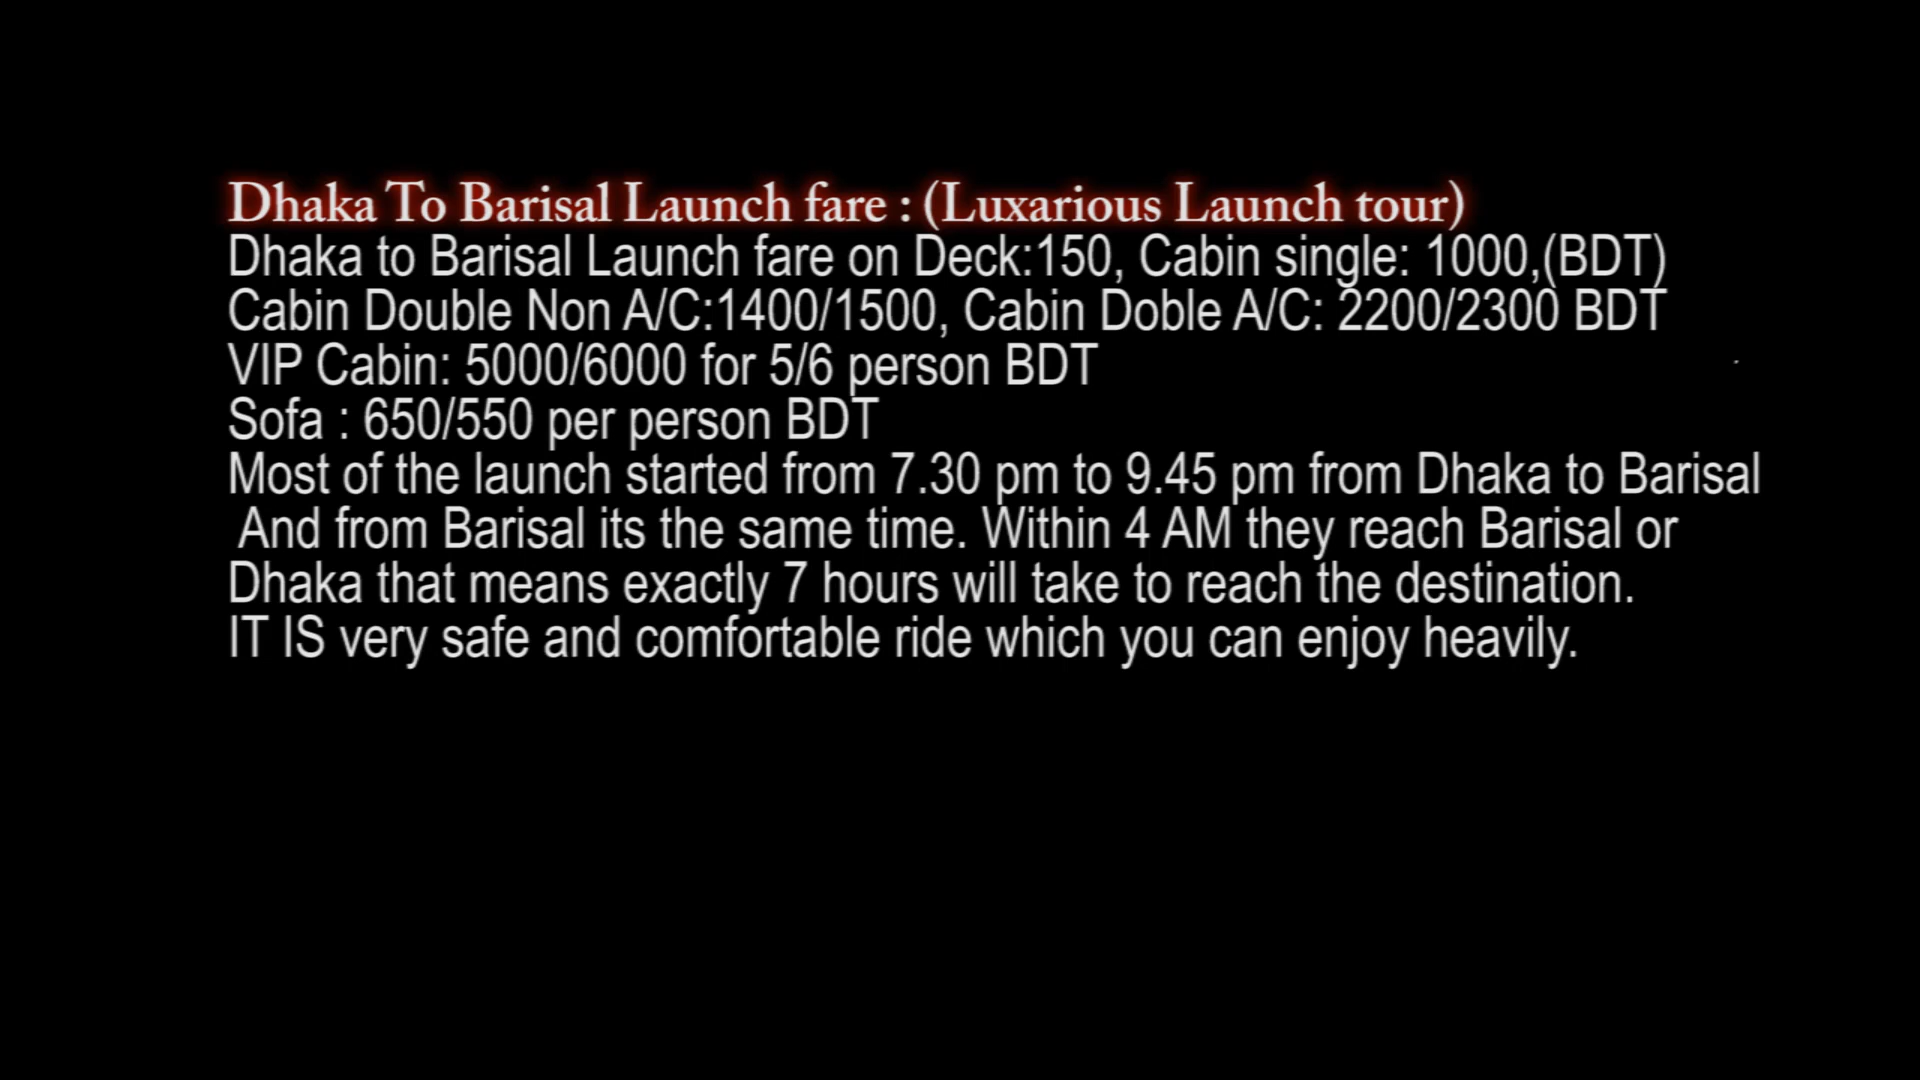 Dhaka To Barisal Launch fare : (Luxarious Launch tour)
Dhaka to Barisal Launch fare on Deck:150, Cabin single: 1000,(BDT)
Cabin Double Non A/C:1400/1500, Cabin Doble A/C: 2200/2300 BDT
VIP Cabin: 5000/6000 for 5/6 person BDT
Sofa : 650/550 per person BDT
Most of the launch started from 7.30 pm to 9.45 pm from Dhaka to Barisal
And from Barisal its the same time. Within 4 AM they reach Barisal or
Dhaka that means exactly 7 hours will take to reach the destination.
IT IS very safe and comfortable ride which you can enjoy heavily.